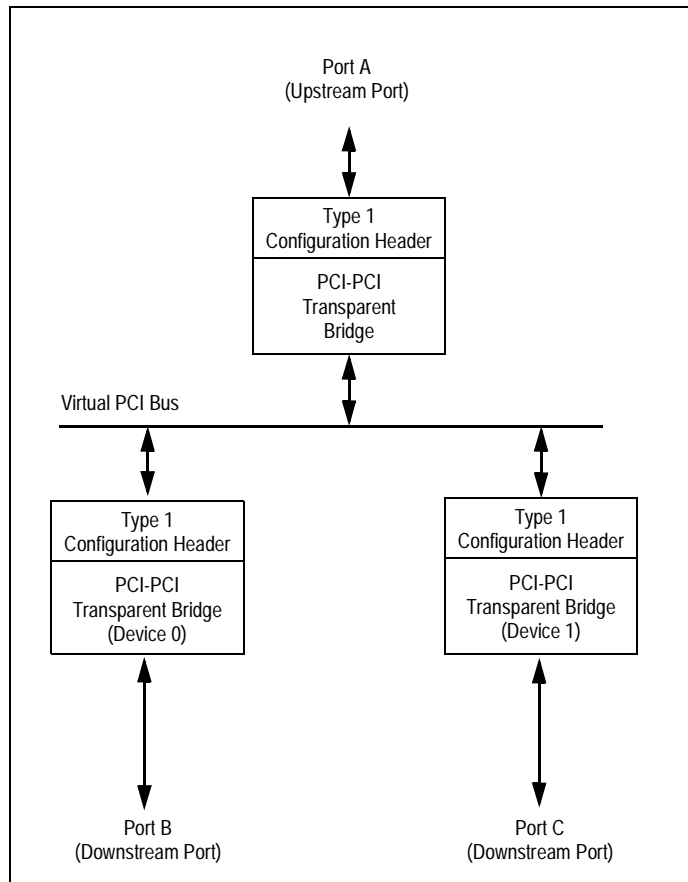 Port A
(Upstream Port)
Type 1
Configuration Header
PCI-PCI
Transparent
Bridge
Virtual PCI Bus
Type 1
Configuration Header
PCI-PCI
Transparent Bridge
(Device 0)
Type 1
Configuration Header
PCI-PCI
Transparent Bridge
(Device 1)
Port B
(Downstream Port)
Port C
(Downstream Port)